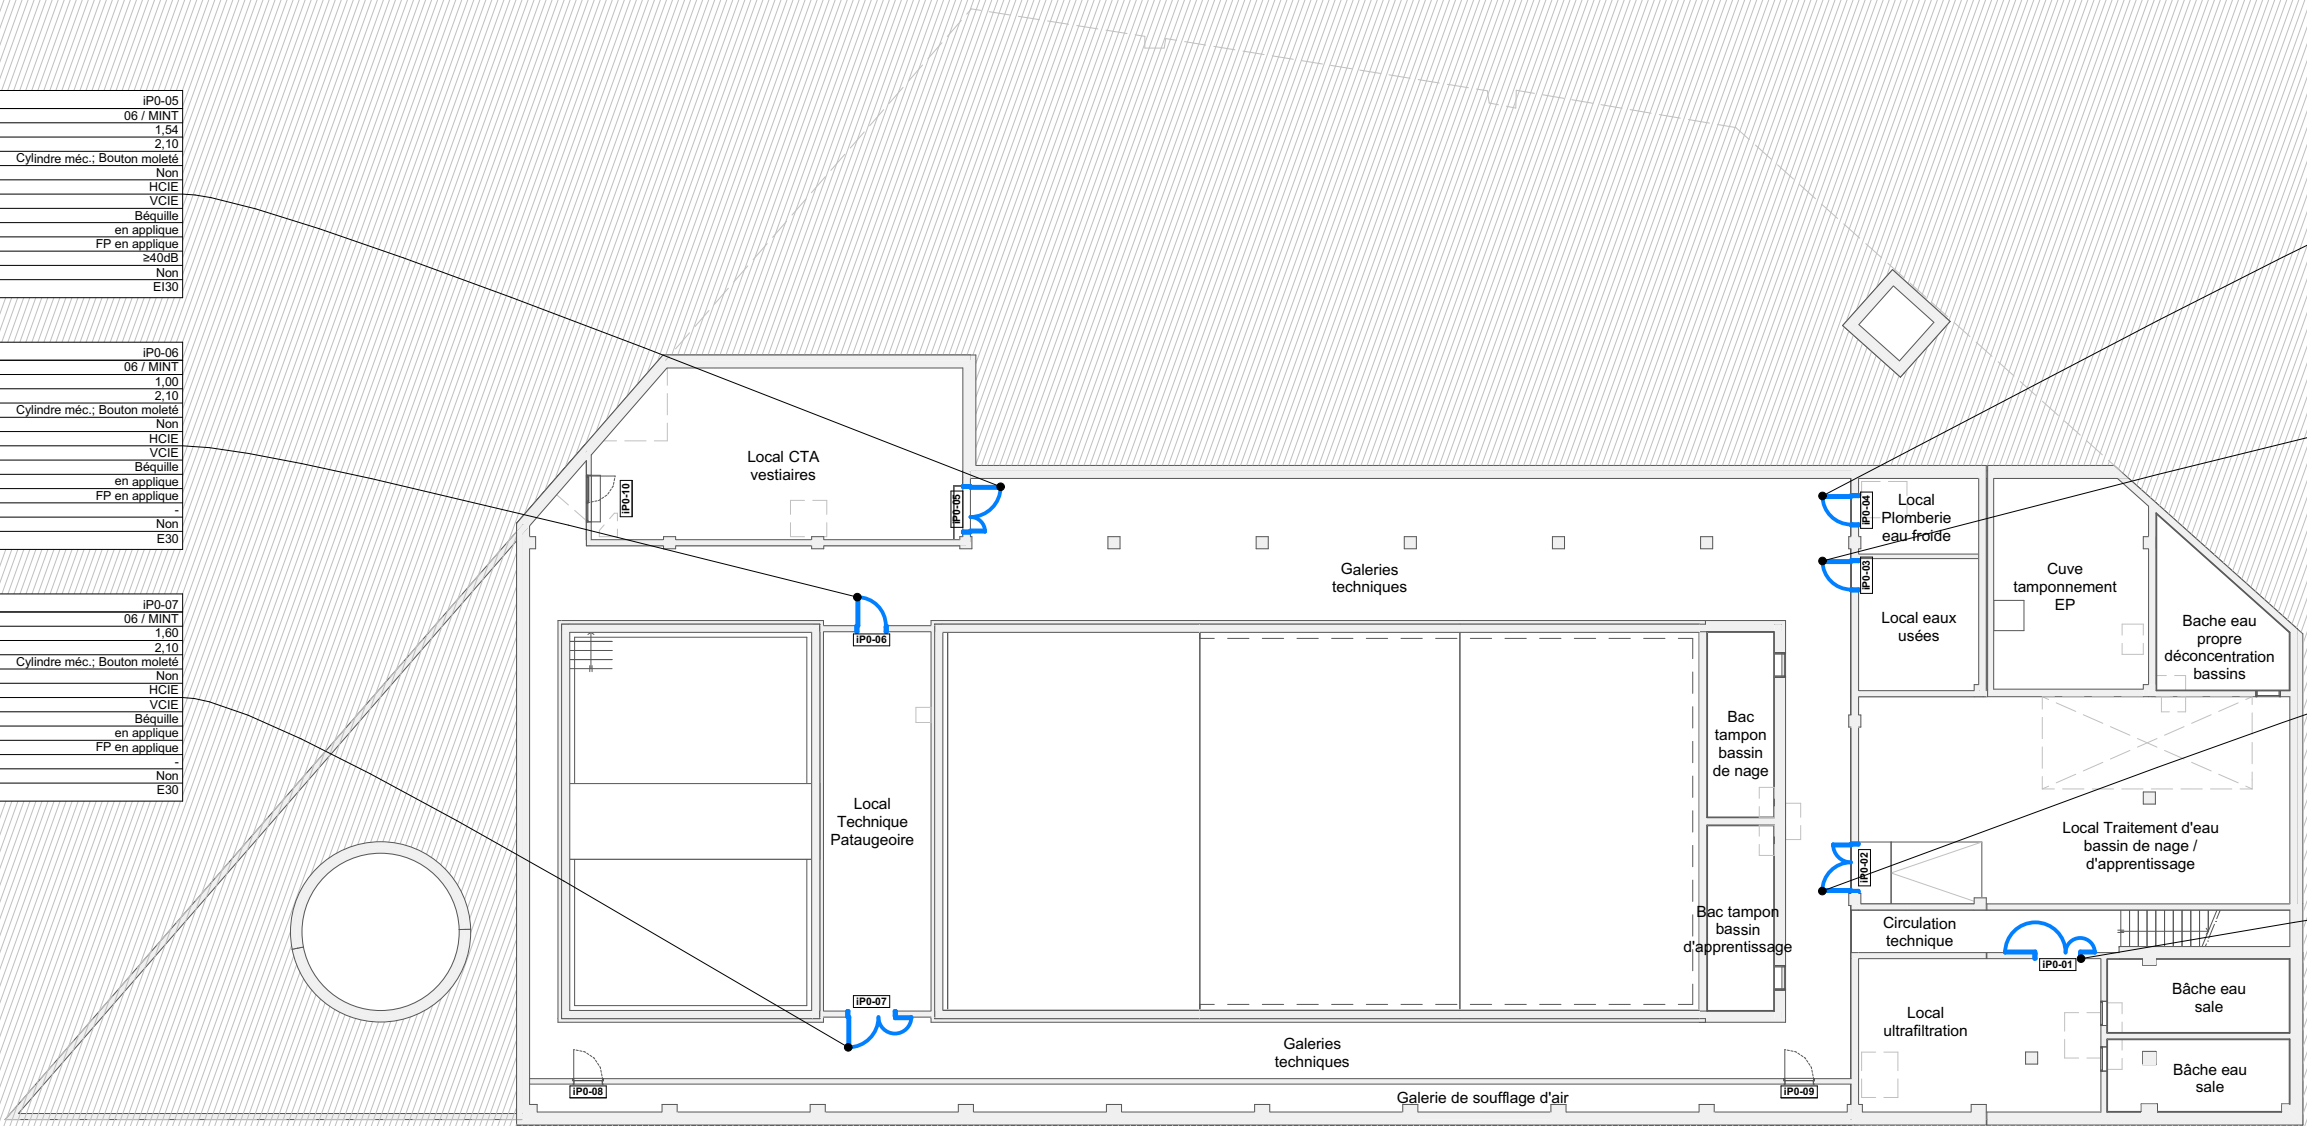 iP0-05
06 / MINT
1,54
2,10
Cylindre méc.; Bouton moleté
Non
HCIE
VCIE
Béquille
en applique
FP en applique
≥40dB
Non
EI30
iP0-06
06 / MINT
1,00
2,10
Cylindre méc.; Bouton moleté
Non
HCIE
VCIE
Béquille
en applique
FP en applique
-
Non
E30
iP0-07
06 / MINT
1,60
2,10
Cylindre méc.; Bouton moleté
Non
HCIE
VCIE
Béquille
en applique
FP en applique
-
Non
E30
Local CTA
vestiaires
iP0-10
iP0-05
Galeries
techniques
iP0-04
Local
Plomberie
eau froide
iP0-03
Local eaux
usées
Cuve
tamponnement
EP
Bache eau
propre
déconcentration
bassins
iP0-06
Local
Technique
Pataugeoire
iP0-07
Bac
tampon
bassin
de nage
Bac tampon
bassin
d'apprentissage
iP0-02
Local Traitement d'eau
bassin de nage /
d'apprentissage
Circulation
technique
iP0-01
Local
ultrafiltration
Bâche eau
sale
Bâche eau
sale
Galeries
techniques
iP0-08
iP0-09
Galerie de soufflage d'air